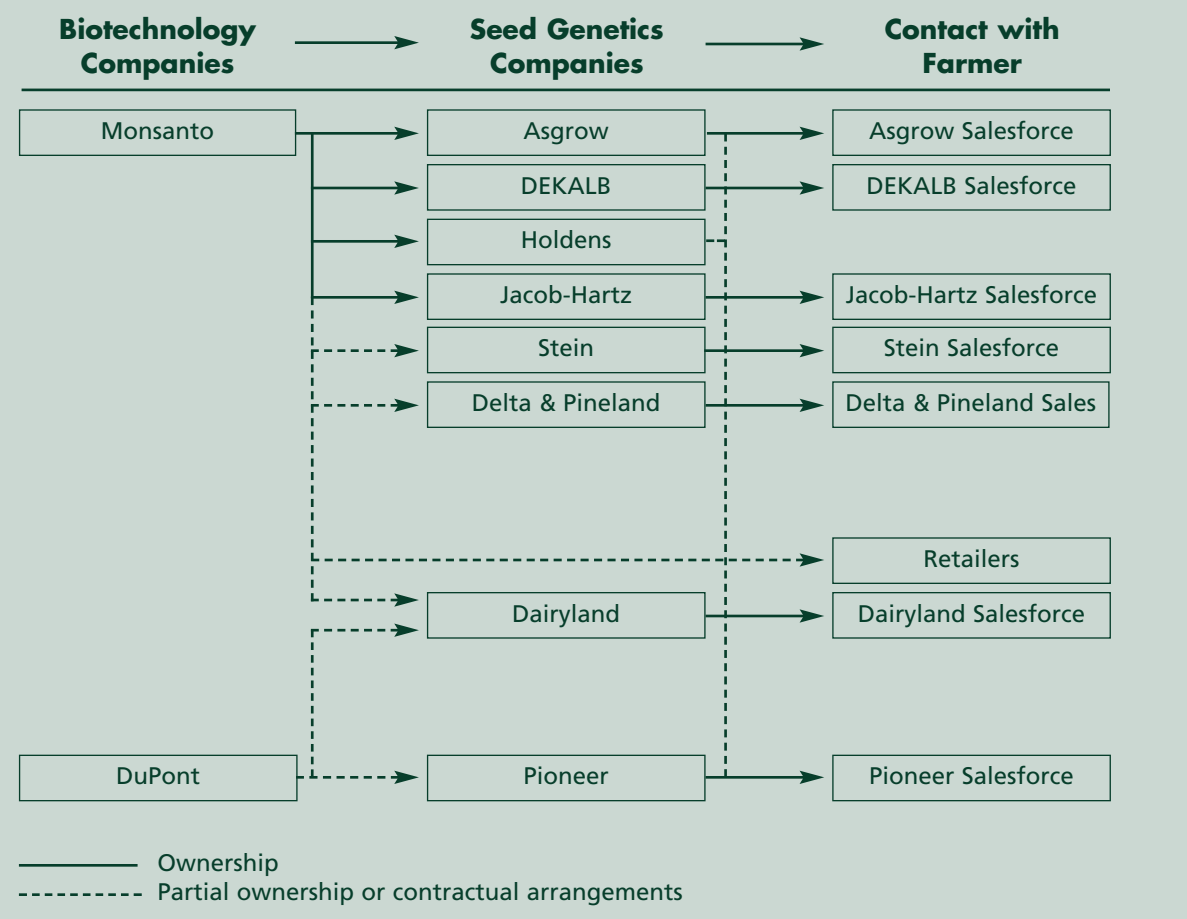 Biotechnology
Companies
Seed Genetics
Companies
Contact with
Farmer
Monsanto
Asgrow
Asgrow Salesforce
DEKALB
DEKALB Salesforce
Holdens
Jacob-Hartz
Jacob-Hartz Salesforce
Stein
Stein Salesforce
Delta & Pineland
Delta & Pineland Sales
Retailers
Dairyland
Dairyland Salesforce
DuPont
Pioneer
Pioneer Salesforce
Ownership
Partial ownership or contractual arrangements